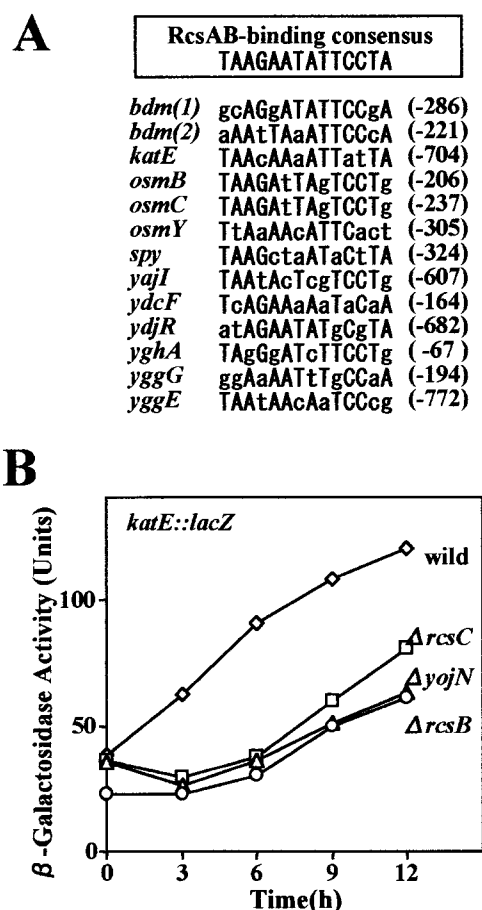 A
RcsAB-binding consensus
TAAGAATATTCCTA
bdm(1) gcAGgATATTCCgA (-286)
bdm(2) aAAtTAaATTCCcA (-221)
katE TAAcAAaATTatTA (-704)
osmB TAAGAtTAgTCCTg (-206)
osmC TAAGAtTAgTCCTg (-237)
osmY TtAaAAcATTCact (-305)
spy TAAGctaATaCtTA (-324)
yajI TAAtAcTcgTCCTg (-607)
ydcF TcAGAAaAaTaCaA (-164)
ydjR atAGAATATgCgTA (-682)
yghA TAgGgATcTTCCTg (-67)
yggG ggAaAATtTgCCaA (-194)
yggE TAAtAAcAaTCCcg (-772)
B
katE::lacZ
β-Galactosidase Activity (Units)
100
50
0
wild
ΔrcsC
ΔyojN
ΔrcsB
0 3 6 9 12
Time(h)